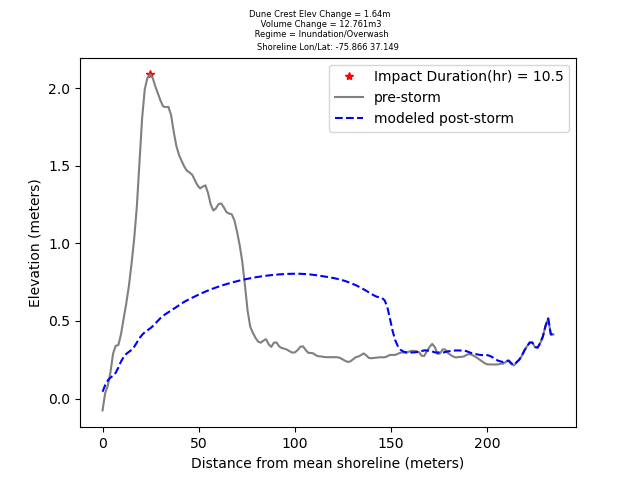 Dune Crest Elev Change = 1.64m
Volume Change = 12.761m3
Regime = Inundation/Overwash
Shoreline Lon/Lat: -75.866 37.149
Impact Duration(hr) = 10.5
pre-storm
modeled post-storm
Elevation (meters)
2.0
1.5
1.0
0.5
0.0
0 50 100 150 200
Distance from mean shoreline (meters)